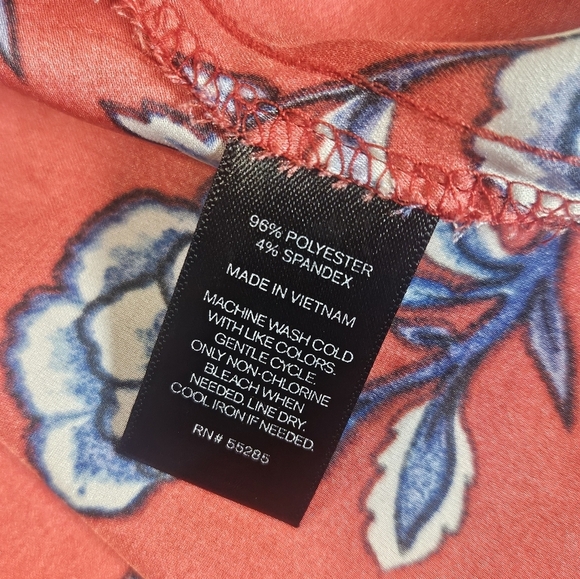 96% POLYESTER
4% SPANDEX
MADE IN VIETNAM
MACHINE WASH COLD
WITH LIKE COLORS.
GENTLE CYCLE.
ONLY NON-CHLORINE
BLEACH WHEN
NEEDED, LINE DRY.
COOL IRON IF NEEDED.
RN# 55285